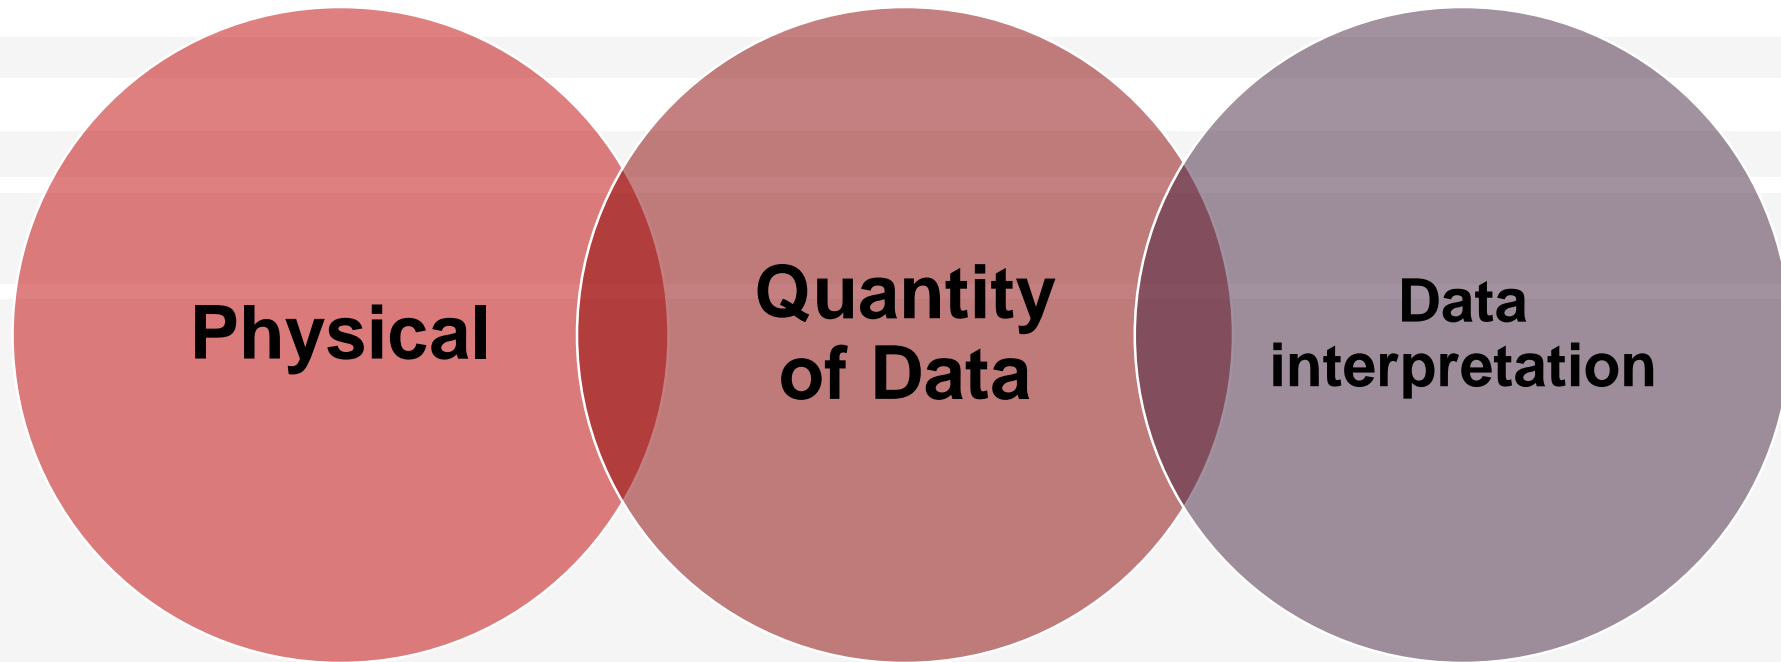 Physical
Quantity
of Data
Data
interpretation